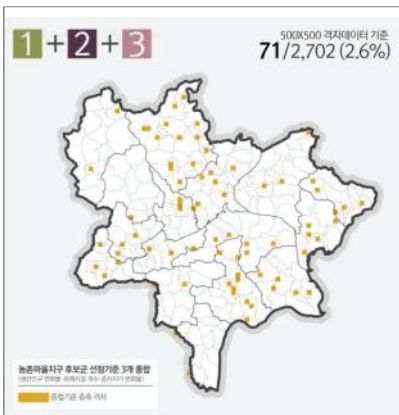 1+2+3
500X500 격자데이터 기준
71/2,702 (2.6%)
농촌마을지구 후보군 선정기준 3개 종합
종합기준 충족 격자